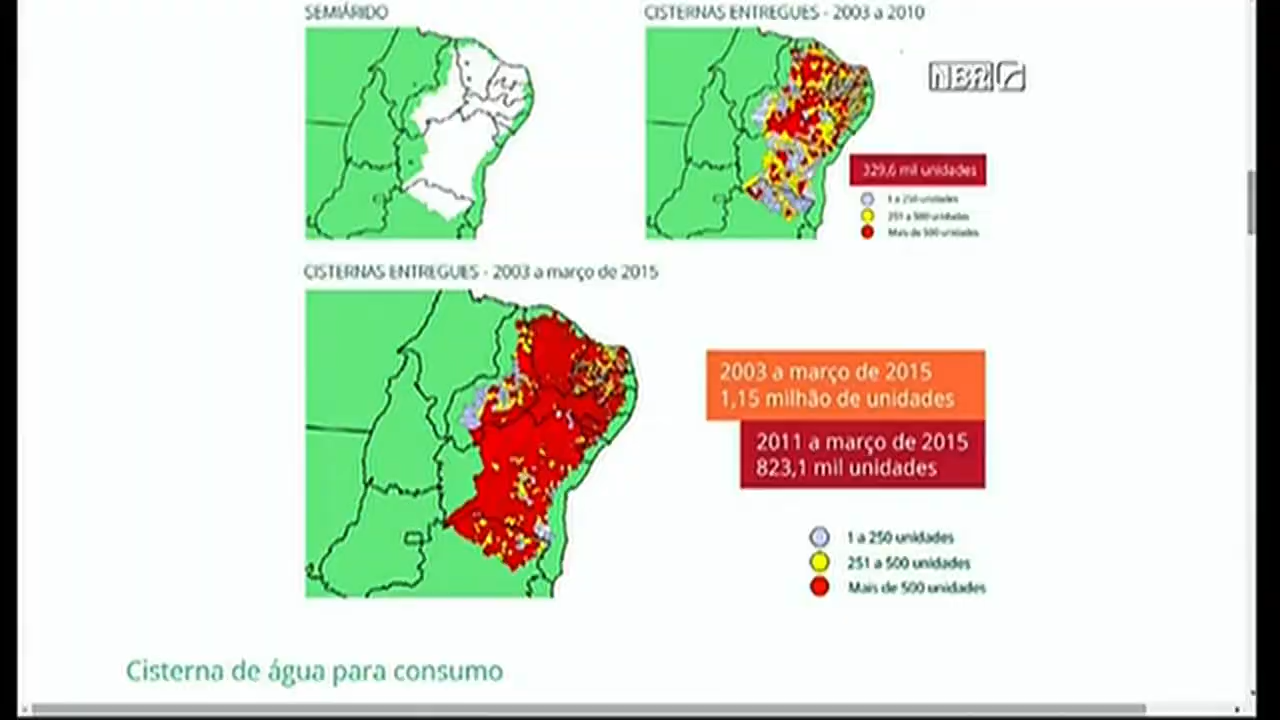 SEMIÁRIDO
CISTERNAS ENTREGUES - 2003 a 2010
NBR
329,6 mil unidades
1 a 250 unidades
251 a 500 unidades
Mais de 500 unidades
CISTERNAS ENTREGUES - 2003 a março de 2015
2003 a março de 2015
1,15 milhão de unidades
2011 a março de 2015
823,1 mil unidades
1 a 250 unidades
251 a 500 unidades
Mais de 500 unidades
Cisterna de água para consumo